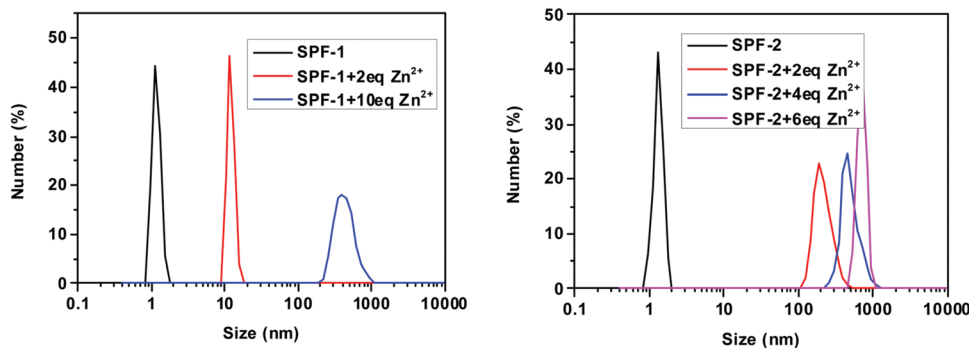 SPF-1
SPF-1+2eq Zn²⁺
SPF-1+10eq Zn²⁺
Number (%)
50
40
30
20
10
0
0.1 1 10 100 1000 10000
Size (nm)
SPF-2
SPF-2+2eq Zn²⁺
SPF-2+4eq Zn²⁺
SPF-2+6eq Zn²⁺
Number (%)
50
40
30
20
10
0
0.1 1 10 100 1000 10000
Size (nm)